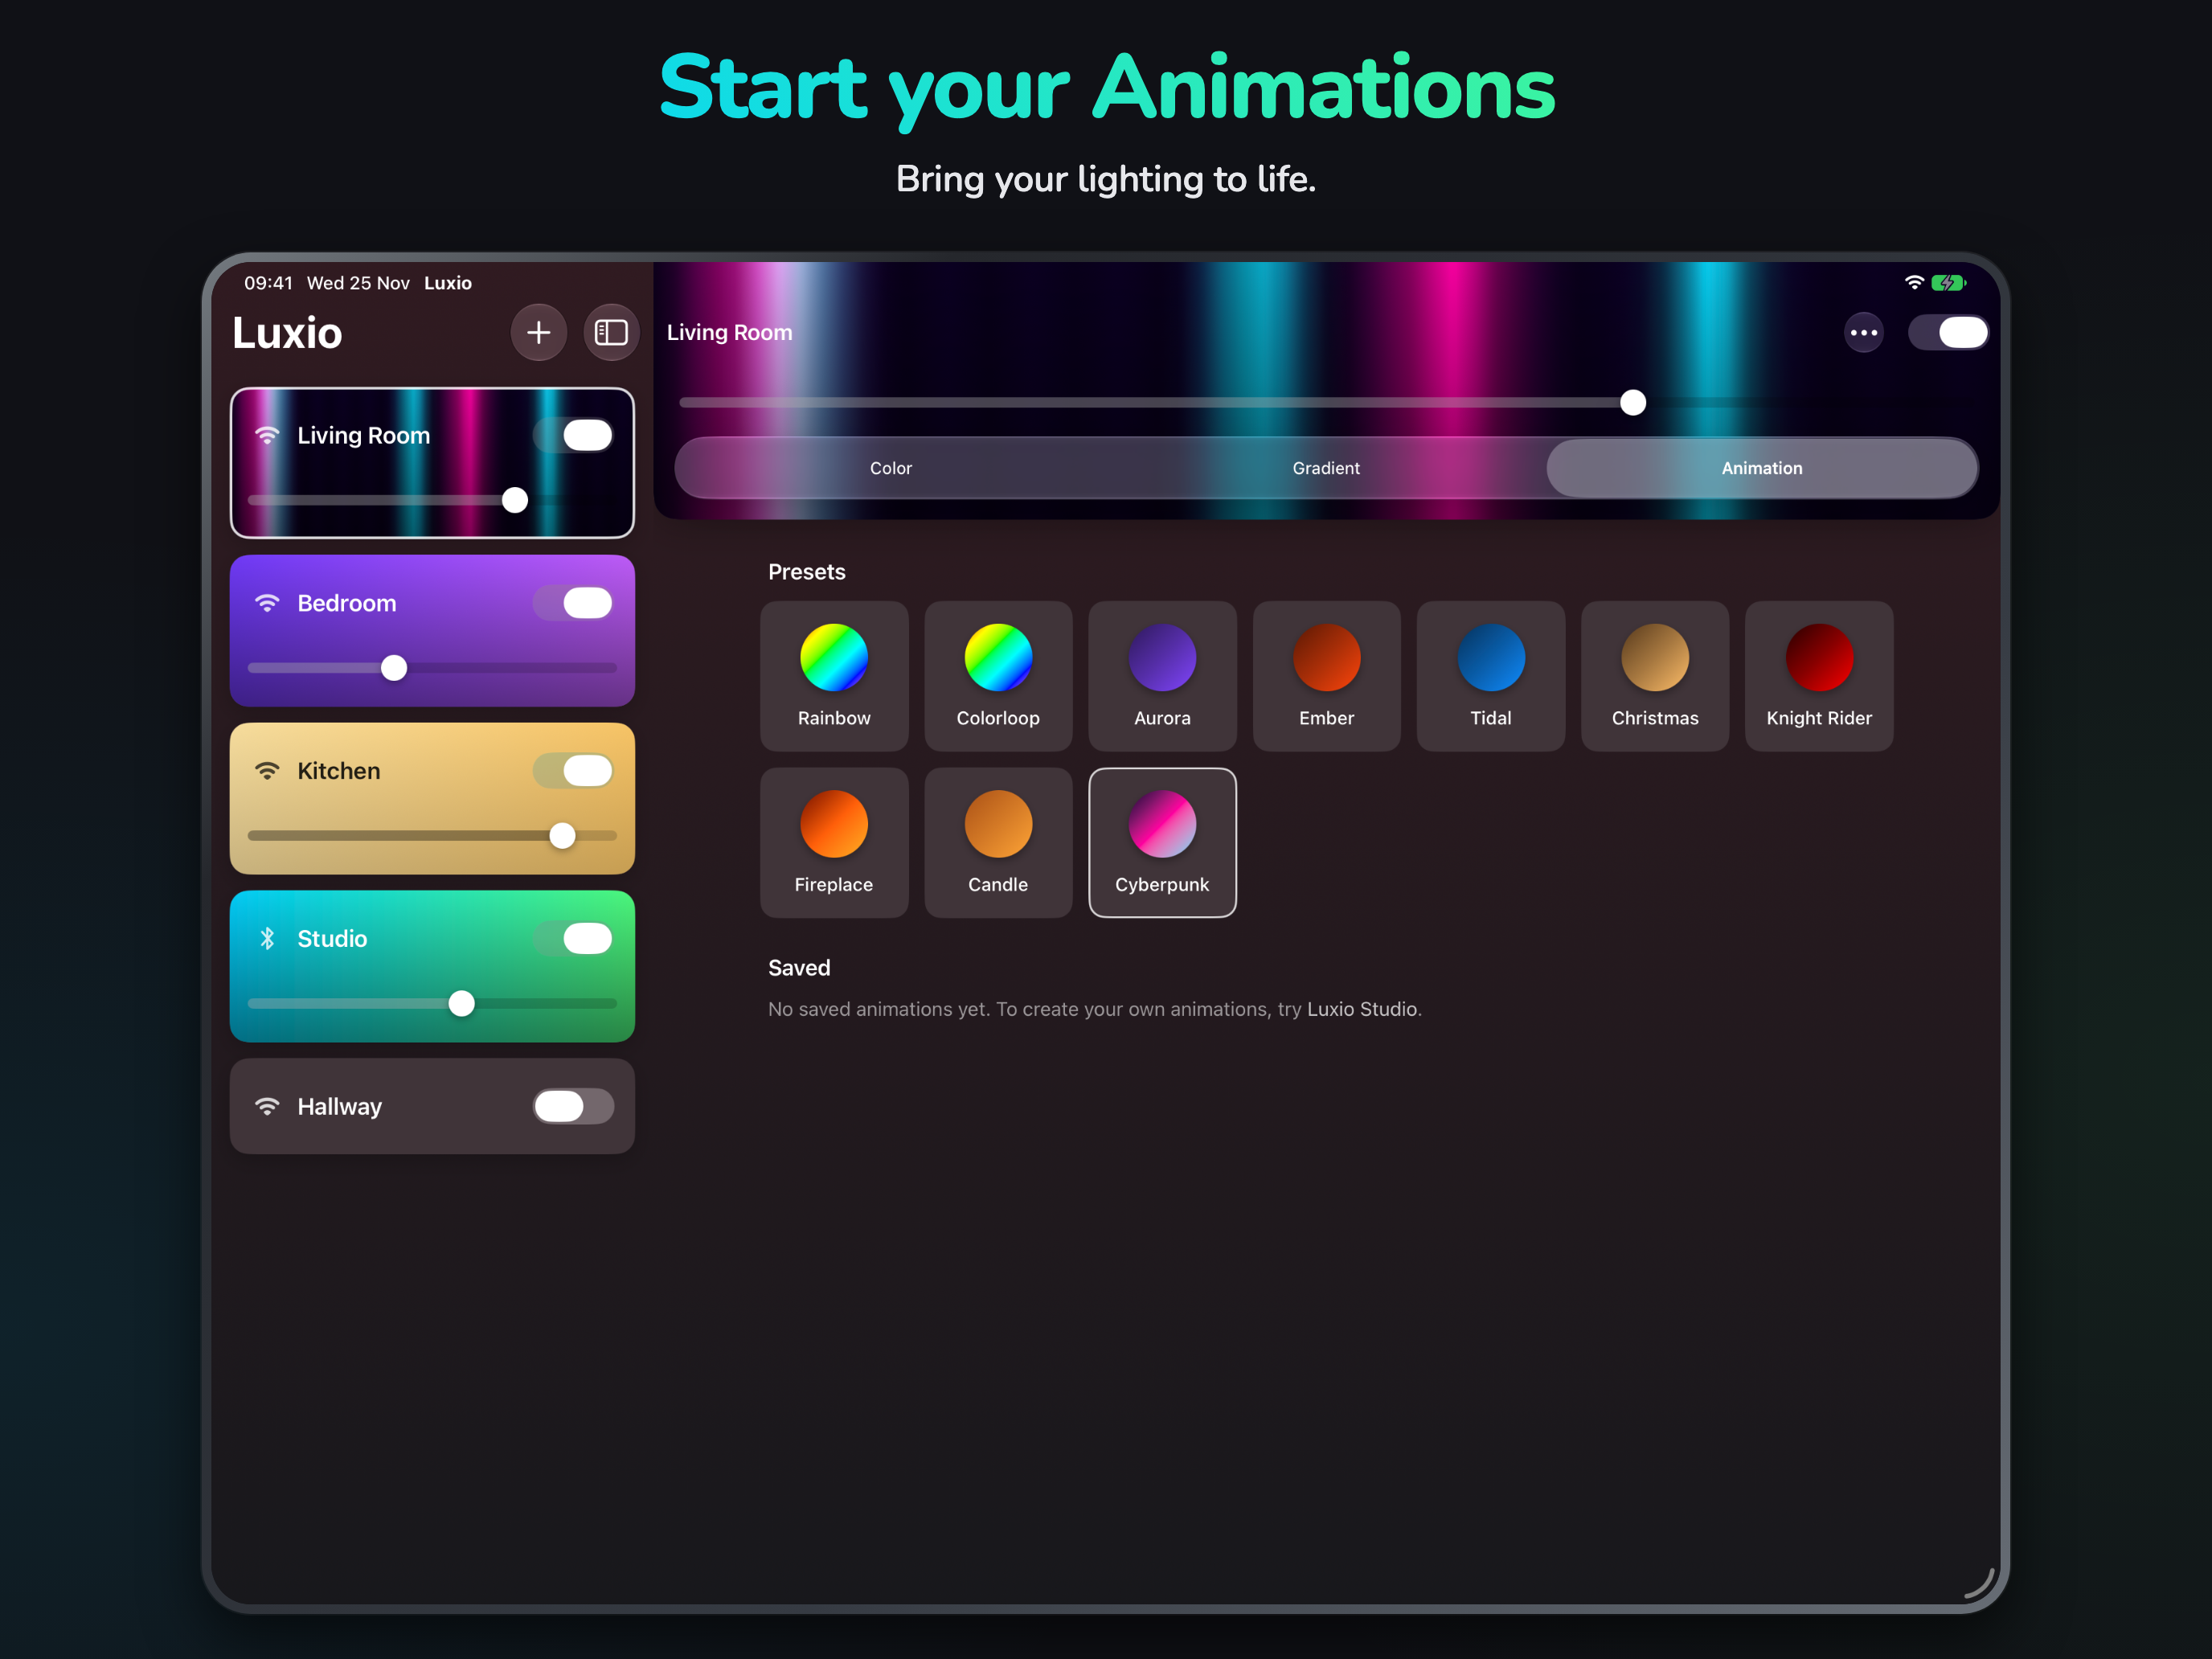 Start your Animations
Bring your lighting to life.
09:41 Wed 25 Nov Luxio
Luxio
Living Room
Bedroom
Kitchen
Studio
Hallway
Living Room
Color Gradient Animation
Presets
Rainbow Colorloop Aurora Ember Tidal Christmas Knight Rider
Fireplace Candle Cyberpunk
Saved
No saved animations yet. To create your own animations, try Luxio Studio.